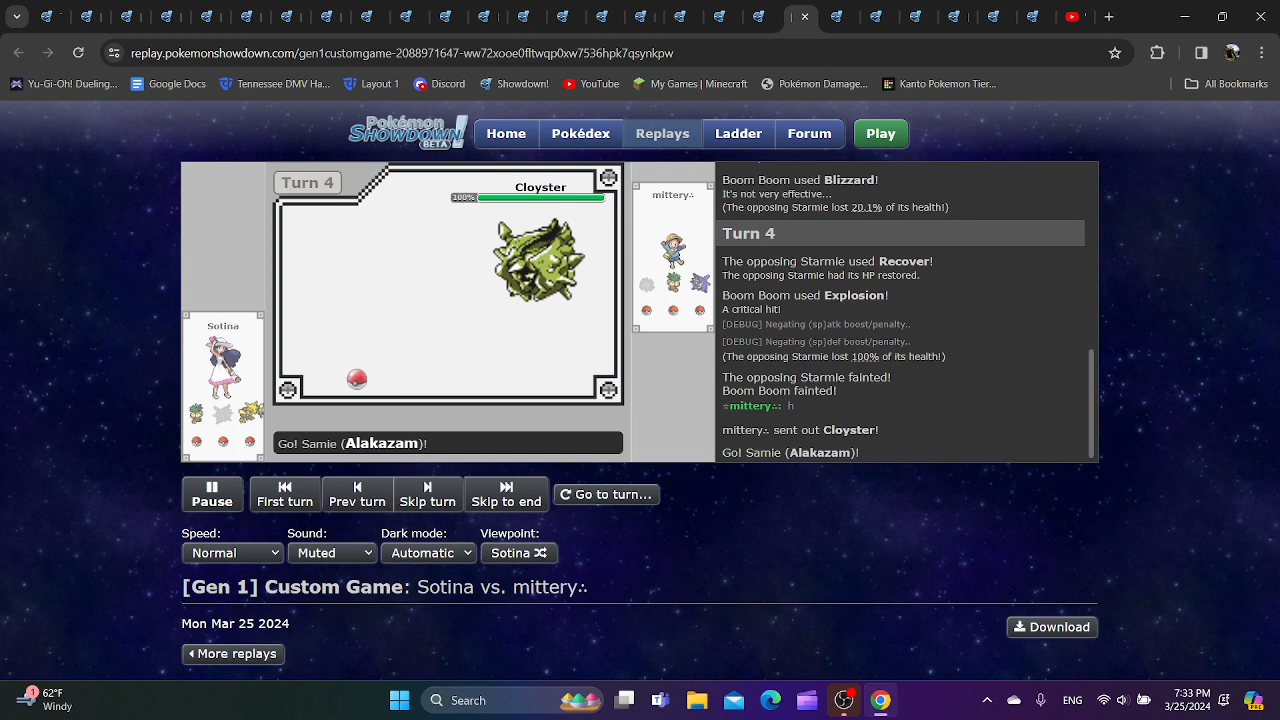 replay.pokemonshowdown.com/gen1customgame-2088971647-ww72xooe0fltwqp0xw7536hpk7qsynkpw
Yu-Gi-Oh! Dueling...
Google Docs
Tennessee DMV Ha...
Layout 1
Discord
Showdown!
YouTube
My Games | Minecraft
Pokémon Damage...
Kanto Pokemon Tier...
All Bookmarks
Pokémon
SHOWDOWN!
BETA
Home
Pokédex
Replays
Ladder
Forum
Play
Turn 4
Cloyster
100%
Sotina
mittery∴
Go! Samie (Alakazam)!
Boom Boom used Blizzard!
It's not very effective...
(The opposing Starmie lost 20.1% of its health!)
Turn 4
The opposing Starmie used Recover!
The opposing Starmie had its HP restored.
Boom Boom used Explosion!
A critical hit!
[DEBUG] Negating (sp)atk boost/penalty..
[DEBUG] Negating (sp)def boost/penalty..
(The opposing Starmie lost 100% of its health!)
The opposing Starmie fainted!
Boom Boom fainted!
☆mittery∴: h
mittery∴ sent out Cloyster!
Go! Samie (Alakazam)!
Pause
First turn
Prev turn
Skip turn
Skip to end
Go to turn...
Speed:
Normal
Sound:
Muted
Dark mode:
Automatic
Viewpoint:
Sotina
[Gen 1] Custom Game: Sotina vs. mittery∴
Mon Mar 25 2024
Download
More replays
1
62°F
Windy
Search
ENG
7:33 PM
3/25/2024
PRE